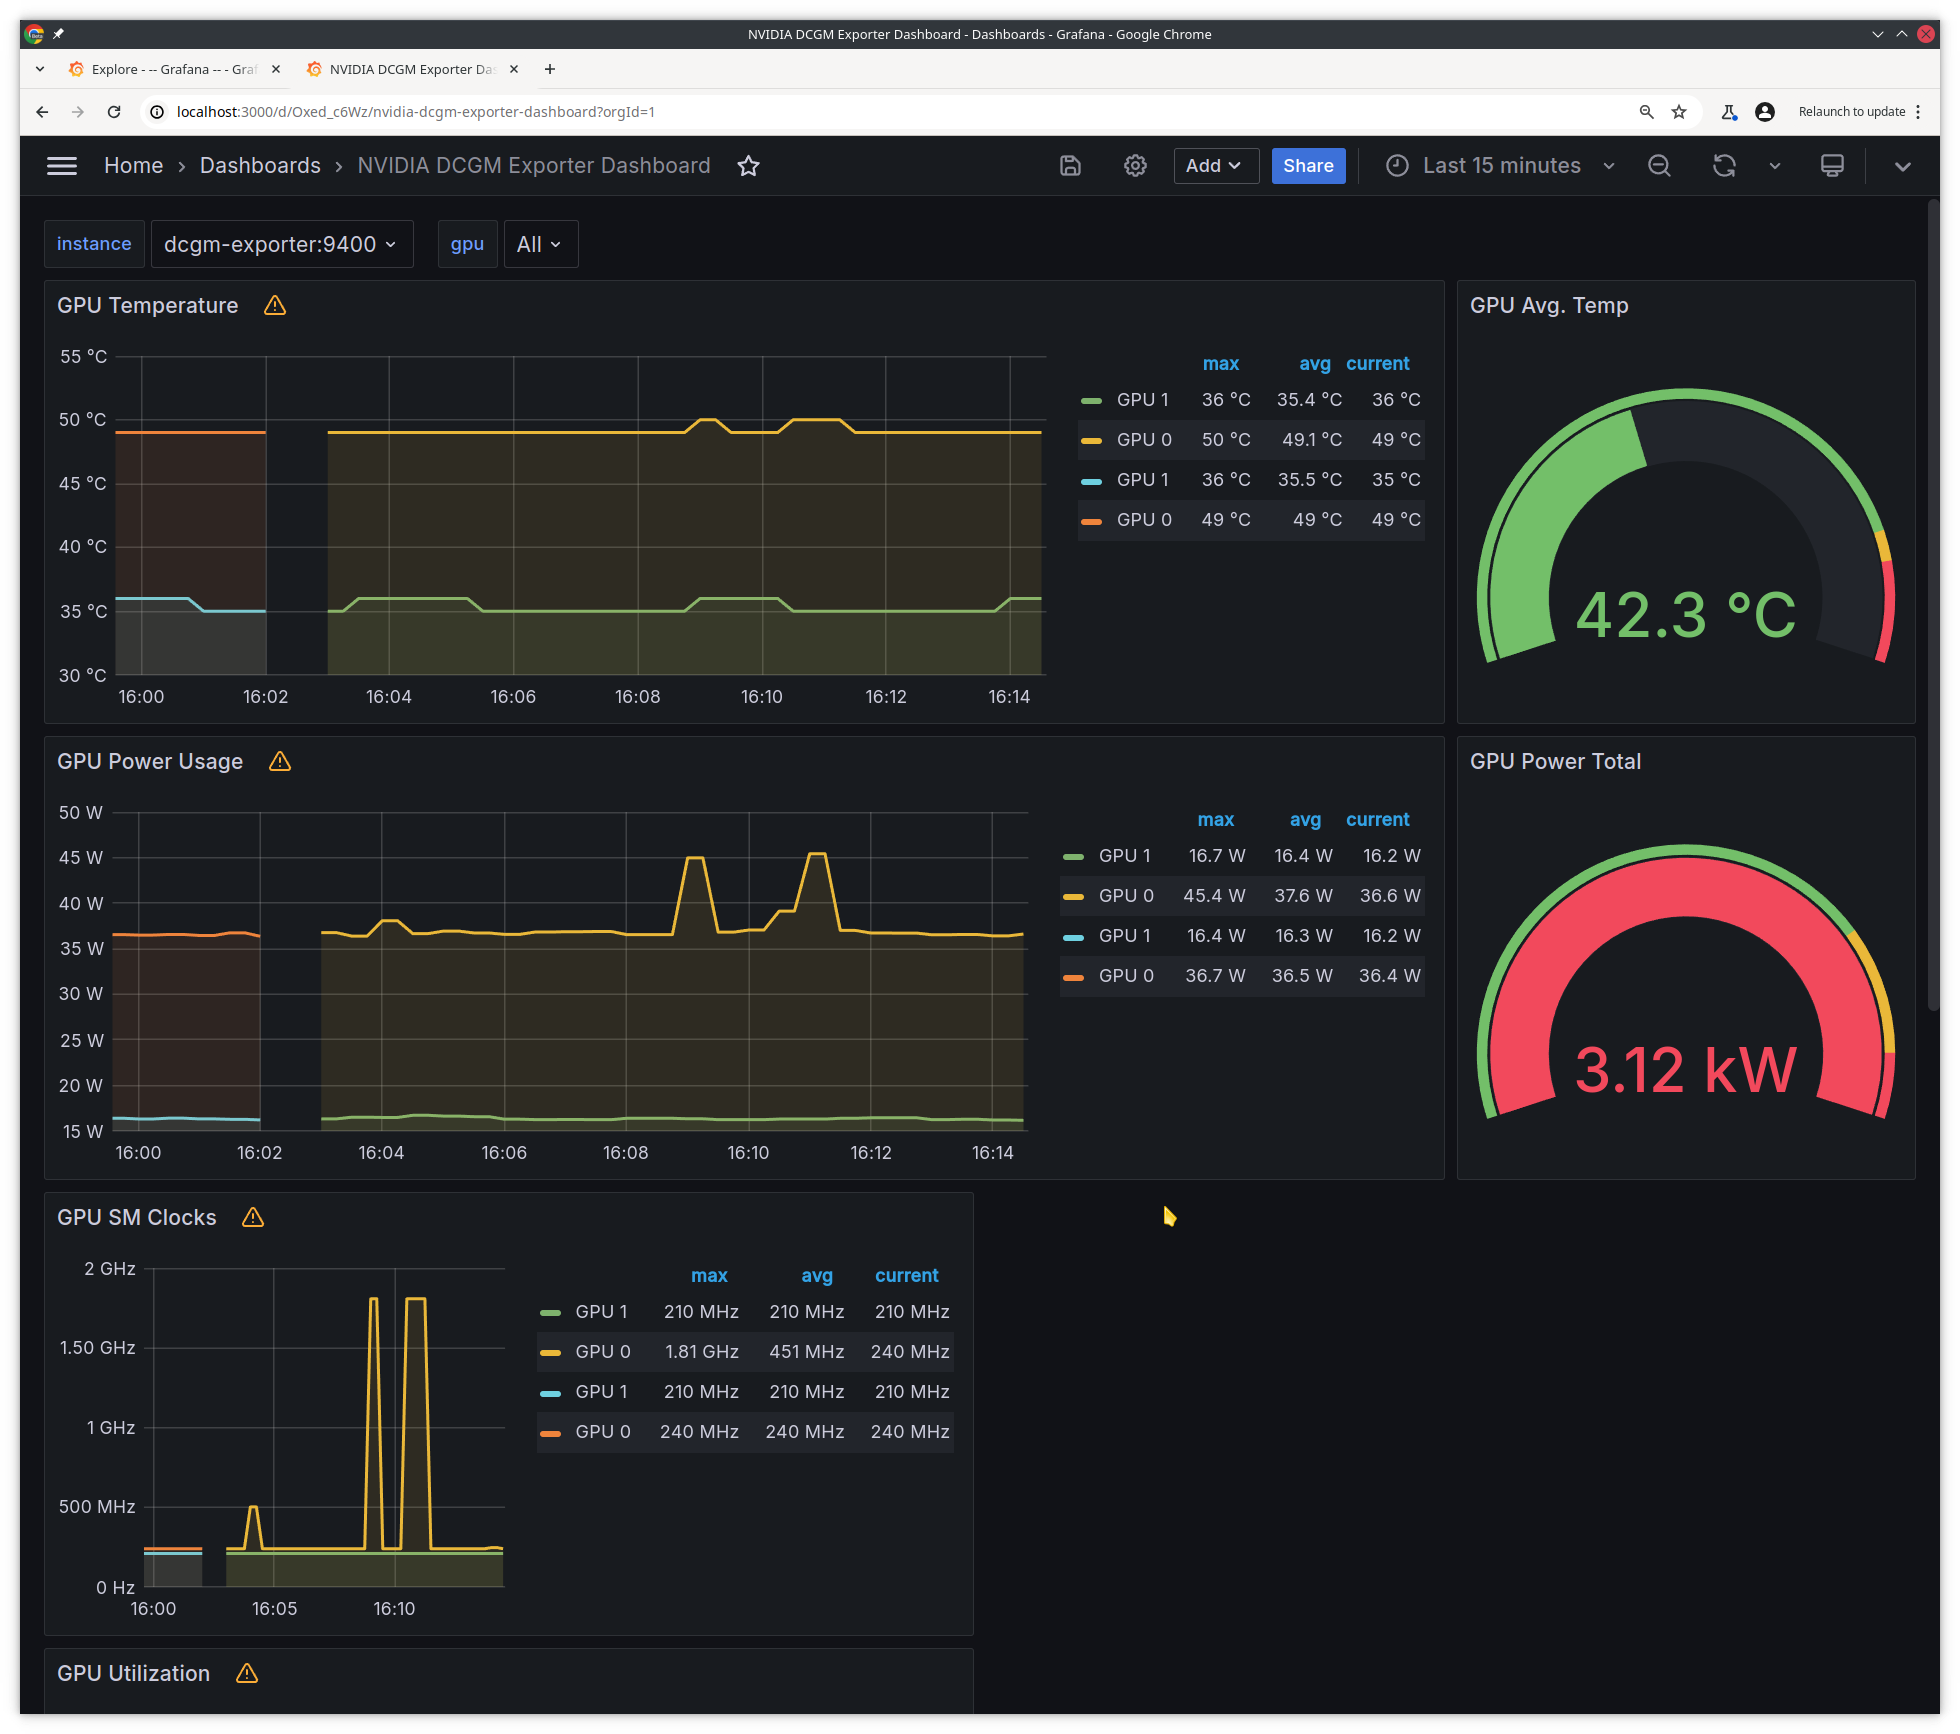 NVIDIA DCGM Exporter Dashboard - Dashboards - Grafana - Google Chrome
Explore - -- Grafana -- - Graf
NVIDIA DCGM Exporter Das
localhost:3000/d/Oxed_c6Wz/nvidia-dcgm-exporter-dashboard?orgId=1
Relaunch to update
Home › Dashboards › NVIDIA DCGM Exporter Dashboard
Add
Share
Last 15 minutes
instance
dcgm-exporter:9400
gpu
All
GPU Temperature
55 °C
50 °C
45 °C
40 °C
35 °C
30 °C
16:00 16:02 16:04 16:06 16:08 16:10 16:12 16:14
max avg current
GPU 1 36 °C 35.4 °C 36 °C
GPU 0 50 °C 49.1 °C 49 °C
GPU 1 36 °C 35.5 °C 35 °C
GPU 0 49 °C 49 °C 49 °C
GPU Avg. Temp
42.3 °C
GPU Power Usage
50 W
45 W
40 W
35 W
30 W
25 W
20 W
15 W
16:00 16:02 16:04 16:06 16:08 16:10 16:12 16:14
max avg current
GPU 1 16.7 W 16.4 W 16.2 W
GPU 0 45.4 W 37.6 W 36.6 W
GPU 1 16.4 W 16.3 W 16.2 W
GPU 0 36.7 W 36.5 W 36.4 W
GPU Power Total
3.12 kW
GPU SM Clocks
2 GHz
1.50 GHz
1 GHz
500 MHz
0 Hz
16:00 16:05 16:10
max avg current
GPU 1 210 MHz 210 MHz 210 MHz
GPU 0 1.81 GHz 451 MHz 240 MHz
GPU 1 210 MHz 210 MHz 210 MHz
GPU 0 240 MHz 240 MHz 240 MHz
GPU Utilization